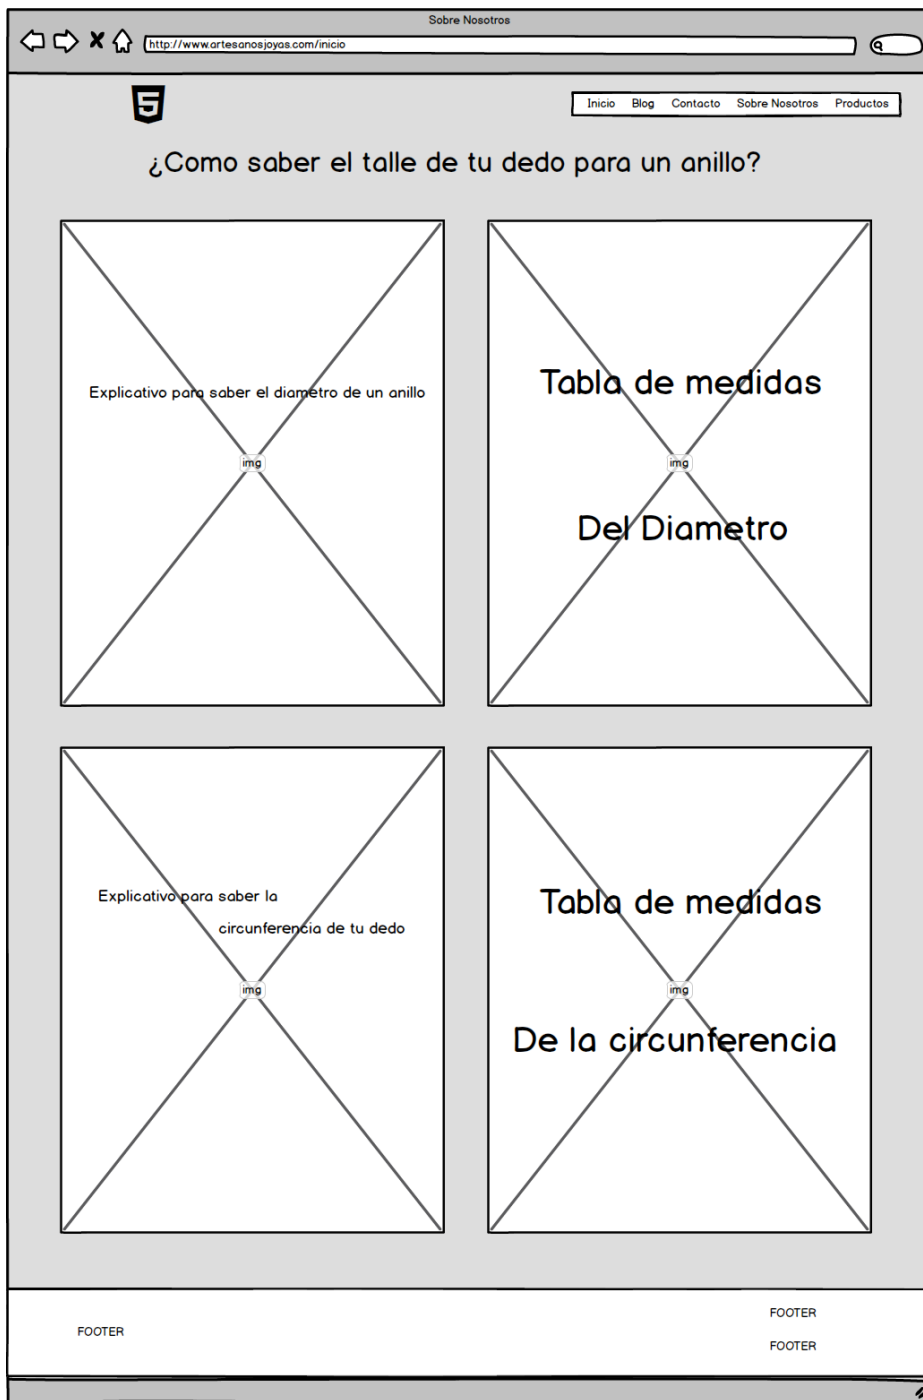 Sobre Nosotros
http://www.artesanosjoyas.com/inicio
5
Inicio Blog Contacto Sobre Nosotros Productos
¿Como saber el talle de tu dedo para un anillo?
Explicativo para saber el diametro de un anillo
img
Tabla de medidas
img
Del Diametro
Explicativo para saber la
circunferencia de tu dedo
img
Tabla de medidas
img
De la circunferencia
FOOTER
FOOTER
FOOTER